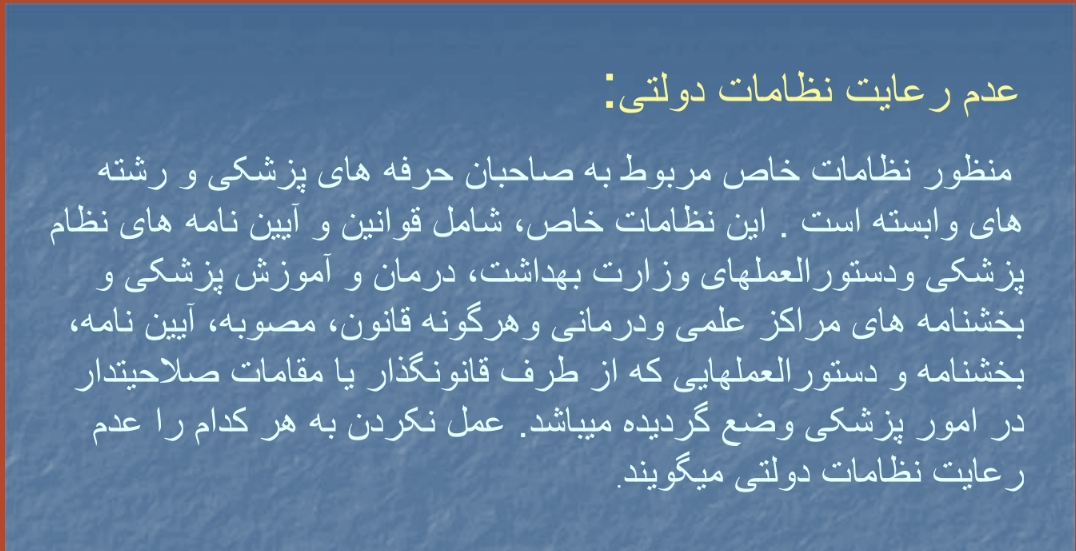 عدم رعایت نظامات دولتی:
منظور نظامات خاص مربوط به صاحبان حرفه های پزشکی و رشته
های وابسته است . این نظامات خاص، شامل قوانین و آیین نامه های نظام
پزشکی ودستورالعملهای وزارت بهداشت، درمان و آموزش پزشکی و
بخشنامه های مراکز علمی ودرمانی وهرگونه قانون، مصوبه، آیین نامه،
بخشنامه و دستورالعملهایی که از طرف قانونگذار یا مقامات صلاحیتدار
در امور پزشکی وضع گردیده میباشد. عمل نکردن به هر کدام را عدم
رعایت نظامات دولتی میگویند.